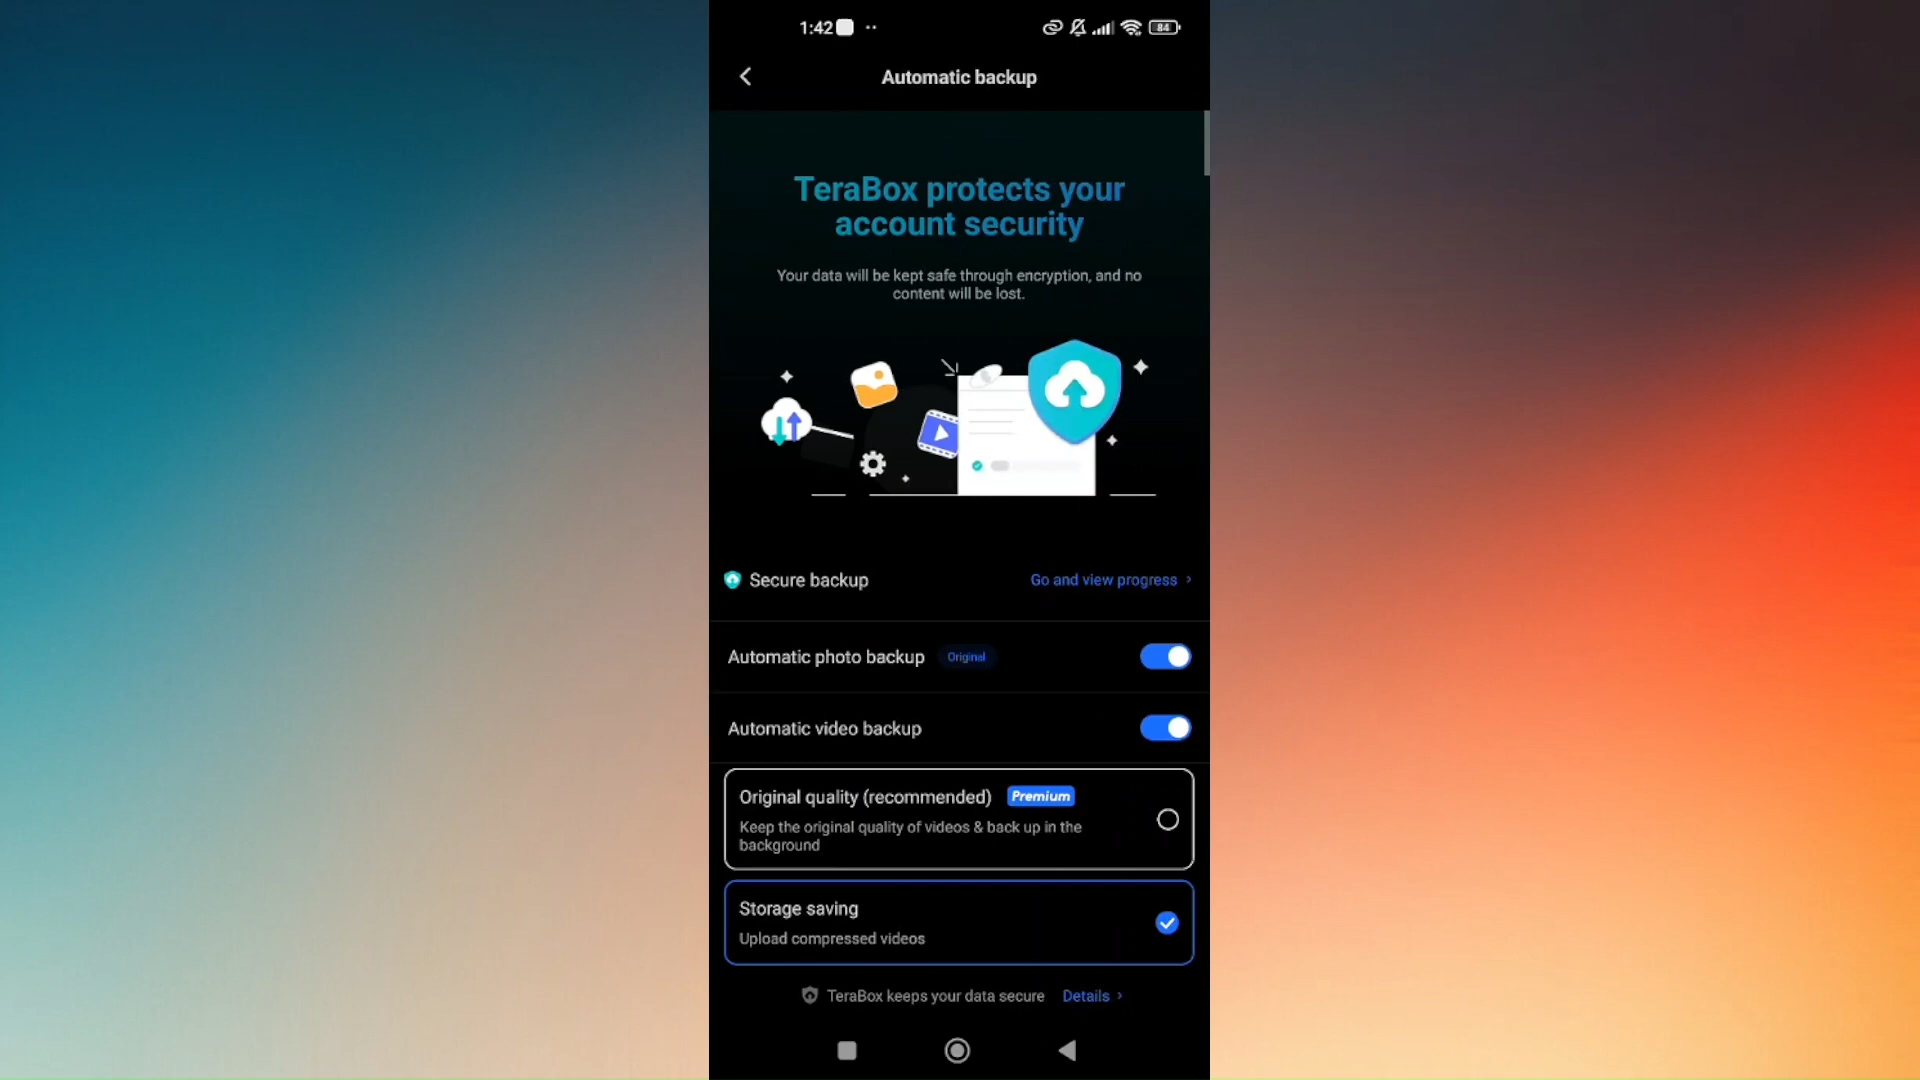 1:42
84
Automatic backup
TeraBox protects your
account security
Your data will be kept safe through encryption, and no
content will be lost.
Secure backup
Go and view progress
Automatic photo backup Original
Automatic video backup
Original quality (recommended) Premium
Keep the original quality of videos & back up in the
background
Storage saving
Upload compressed videos
TeraBox keeps your data secure Details